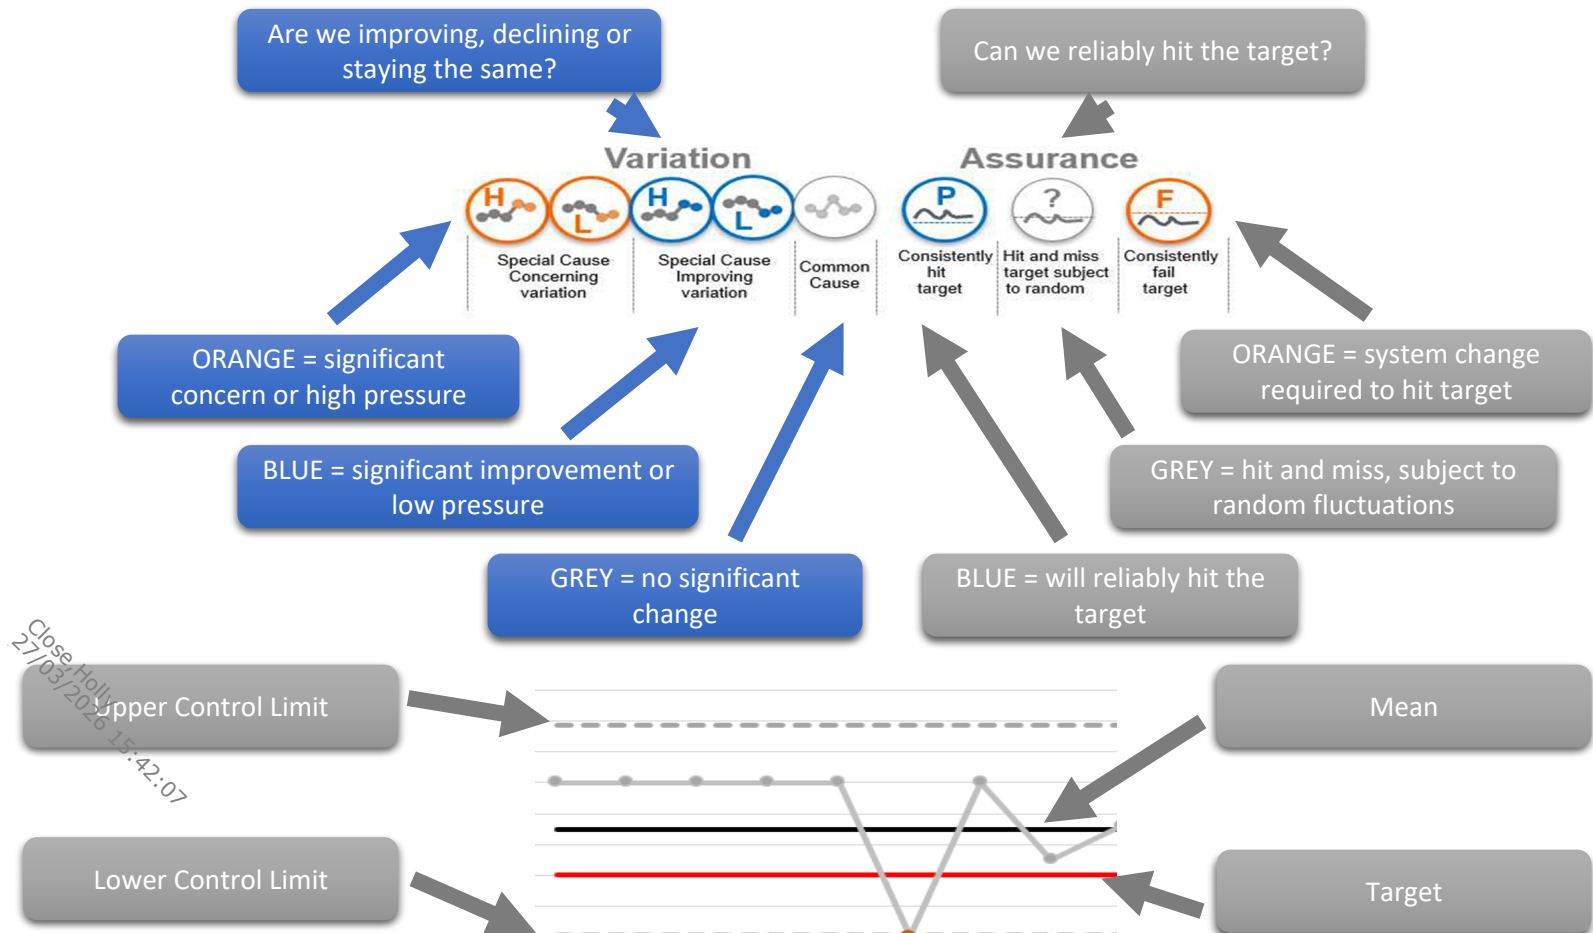 Are we improving, declining or
staying the same?
Can we reliably hit the target?
Variation
Assurance
H
L
H
L
P
?
F
Special Cause
Concerning
variation
Special Cause
Improving
variation
Common
Cause
Consistently
hit
target
Hit and miss
target subject
to random
Consistently
fail
target
ORANGE = significant
concern or high pressure
ORANGE = system change
required to hit target
BLUE = significant improvement or
low pressure
GREY = hit and miss, subject to
random fluctuations
GREY = no significant
change
BLUE = will reliably hit the
target
Close,Holly
27/03/2026 15:42:07
Upper Control Limit
Mean
Lower Control Limit
Target